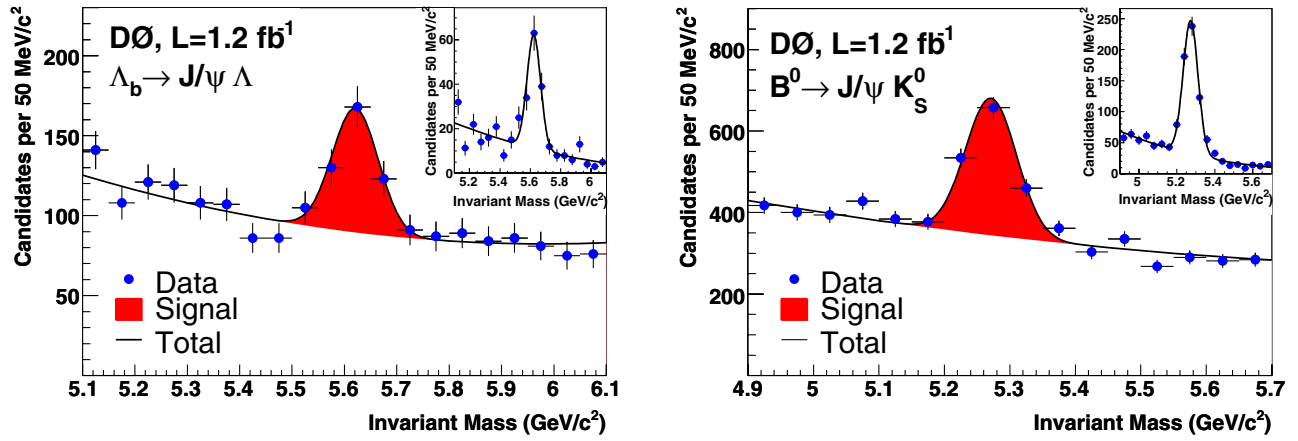 Candidates per 50 MeV/c²
200
150
100
50
DØ, L=1.2 fb⁻¹
Λb→ J/ψ Λ
Data
Signal
Total
5.1 5.2 5.3 5.4 5.5 5.6 5.7 5.8 5.9 6 6.1
Invariant Mass (GeV/c²)
Candidates per 50 MeV/c²
60
40
20
0
5.2 5.4 5.6 5.8 6
Invariant Mass (GeV/c²)
Candidates per 50 MeV/c²
800
600
400
200
DØ, L=1.2 fb⁻¹
B⁰→ J/ψ K⁰S
Data
Signal
Total
4.9 5 5.1 5.2 5.3 5.4 5.5 5.6 5.7
Invariant Mass (GeV/c²)
Candidates per 50 MeV/c²
250
200
150
100
50
0
5 5.2 5.4 5.6
Invariant Mass (GeV/c²)